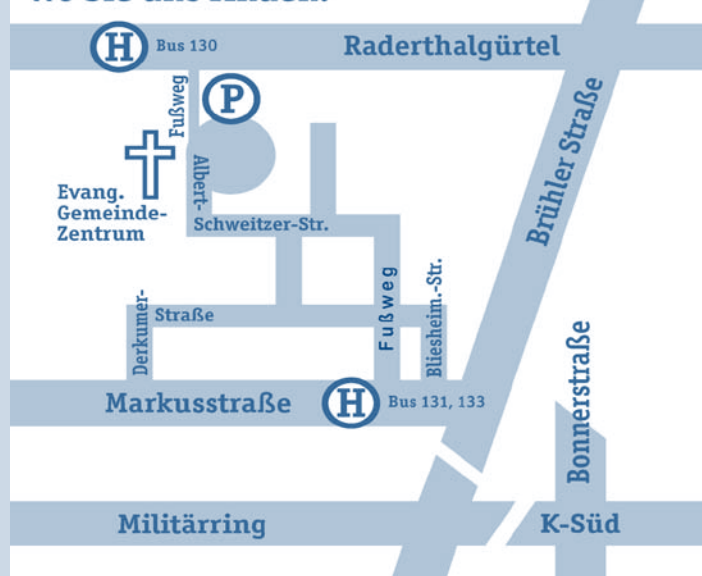 H Bus 130
Raderthalgürtel
Fußweg
P
Brühler Straße
Evang.
Gemeinde-
Zentrum
Albert-
Schweitzer-Str.
Derkumer-
Straße
Fußweg
Bliesheim.-Str.
Markusstraße
H Bus 131, 133
Bonnerstraße
Militärring
K-Süd